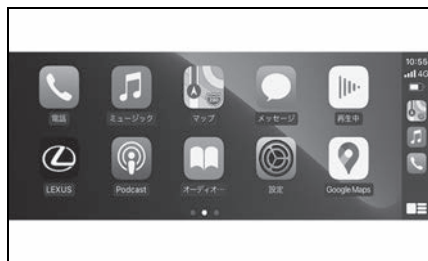 10:55
4G
電話
ミュージック
マップ
メッセージ
再生中
LEXUS
Podcast
オーディオ…
設定
Google Maps